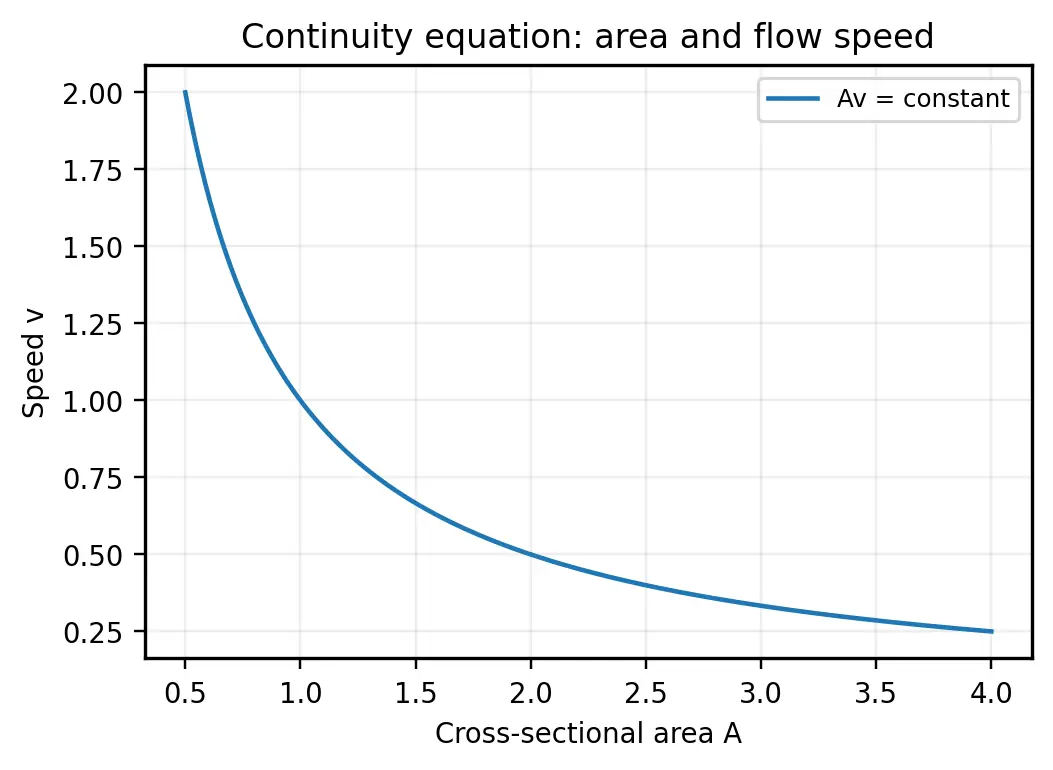 Continuity equation: area and flow speed
Av = constant
2.00
1.75
1.50
1.25
1.00
0.75
0.50
0.25
Speed v
0.5 1.0 1.5 2.0 2.5 3.0 3.5 4.0
Cross-sectional area A